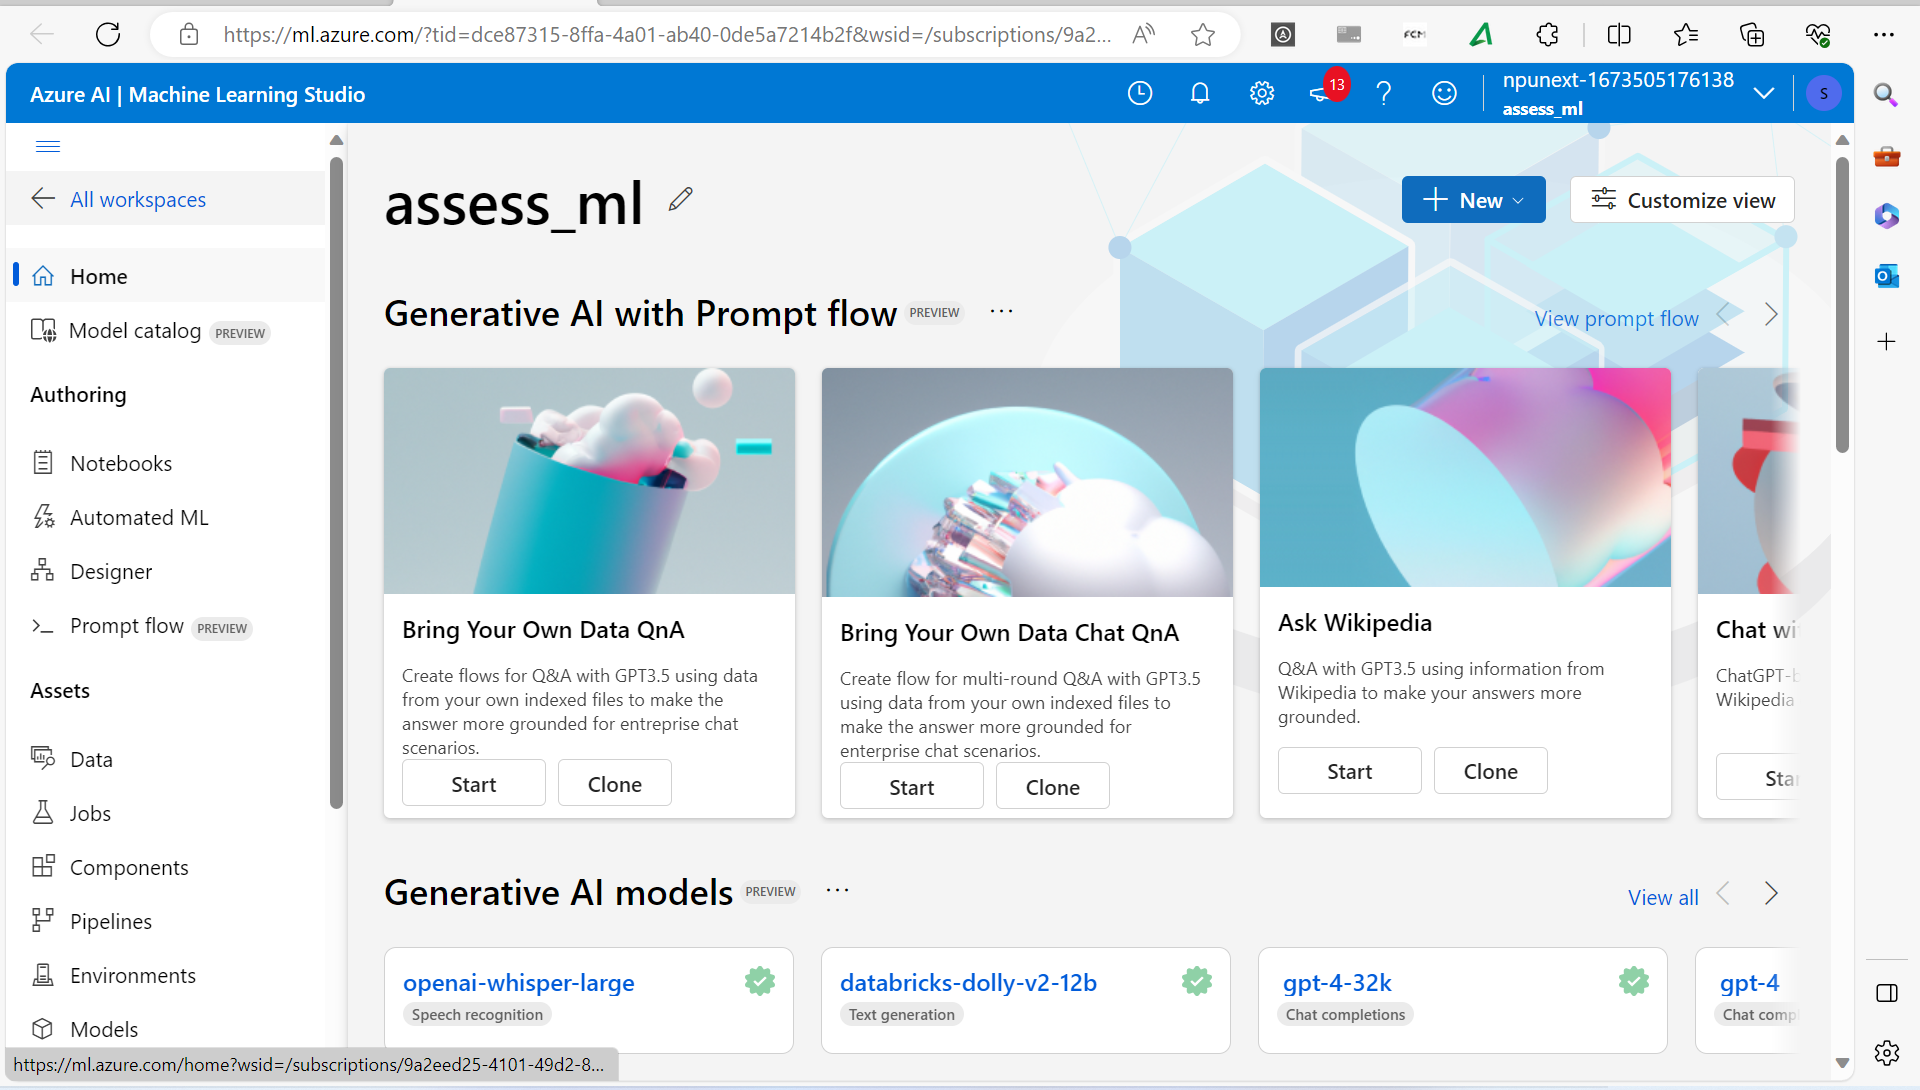 https://ml.azure.com/?tid=dce87315-8ffa-4a01-ab40-0de5a7214b2f&wsid=/subscriptions/9a2...
FCM
Azure AI | Machine Learning Studio
13
npunext-1673505176138
assess_ml
S
All workspaces
Home
Model catalog PREVIEW
Authoring
Notebooks
Automated ML
Designer
Prompt flow PREVIEW
Assets
Data
Jobs
Components
Pipelines
Environments
Models
https://ml.azure.com/home?wsid=/subscriptions/9a2eed25-4101-49d2-8...
assess_ml
New
Customize view
Generative AI with Prompt flow PREVIEW ...
View prompt flow
Bring Your Own Data QnA
Create flows for Q&A with GPT3.5 using data
from your own indexed files to make the
answer more grounded for entreprise chat
scenarios.
Start Clone
Bring Your Own Data Chat QnA
Create flow for multi-round Q&A with GPT3.5
using data from your own indexed files to
make the answer more grounded for
enterprise chat scenarios.
Start Clone
Ask Wikipedia
Q&A with GPT3.5 using information from
Wikipedia to make your answers more
grounded.
Start Clone
Chat wi
ChatGPT-b
Wikipedia
Star
Generative AI models PREVIEW ...
View all
openai-whisper-large
Speech recognition
databricks-dolly-v2-12b
Text generation
gpt-4-32k
Chat completions
gpt-4
Chat comp